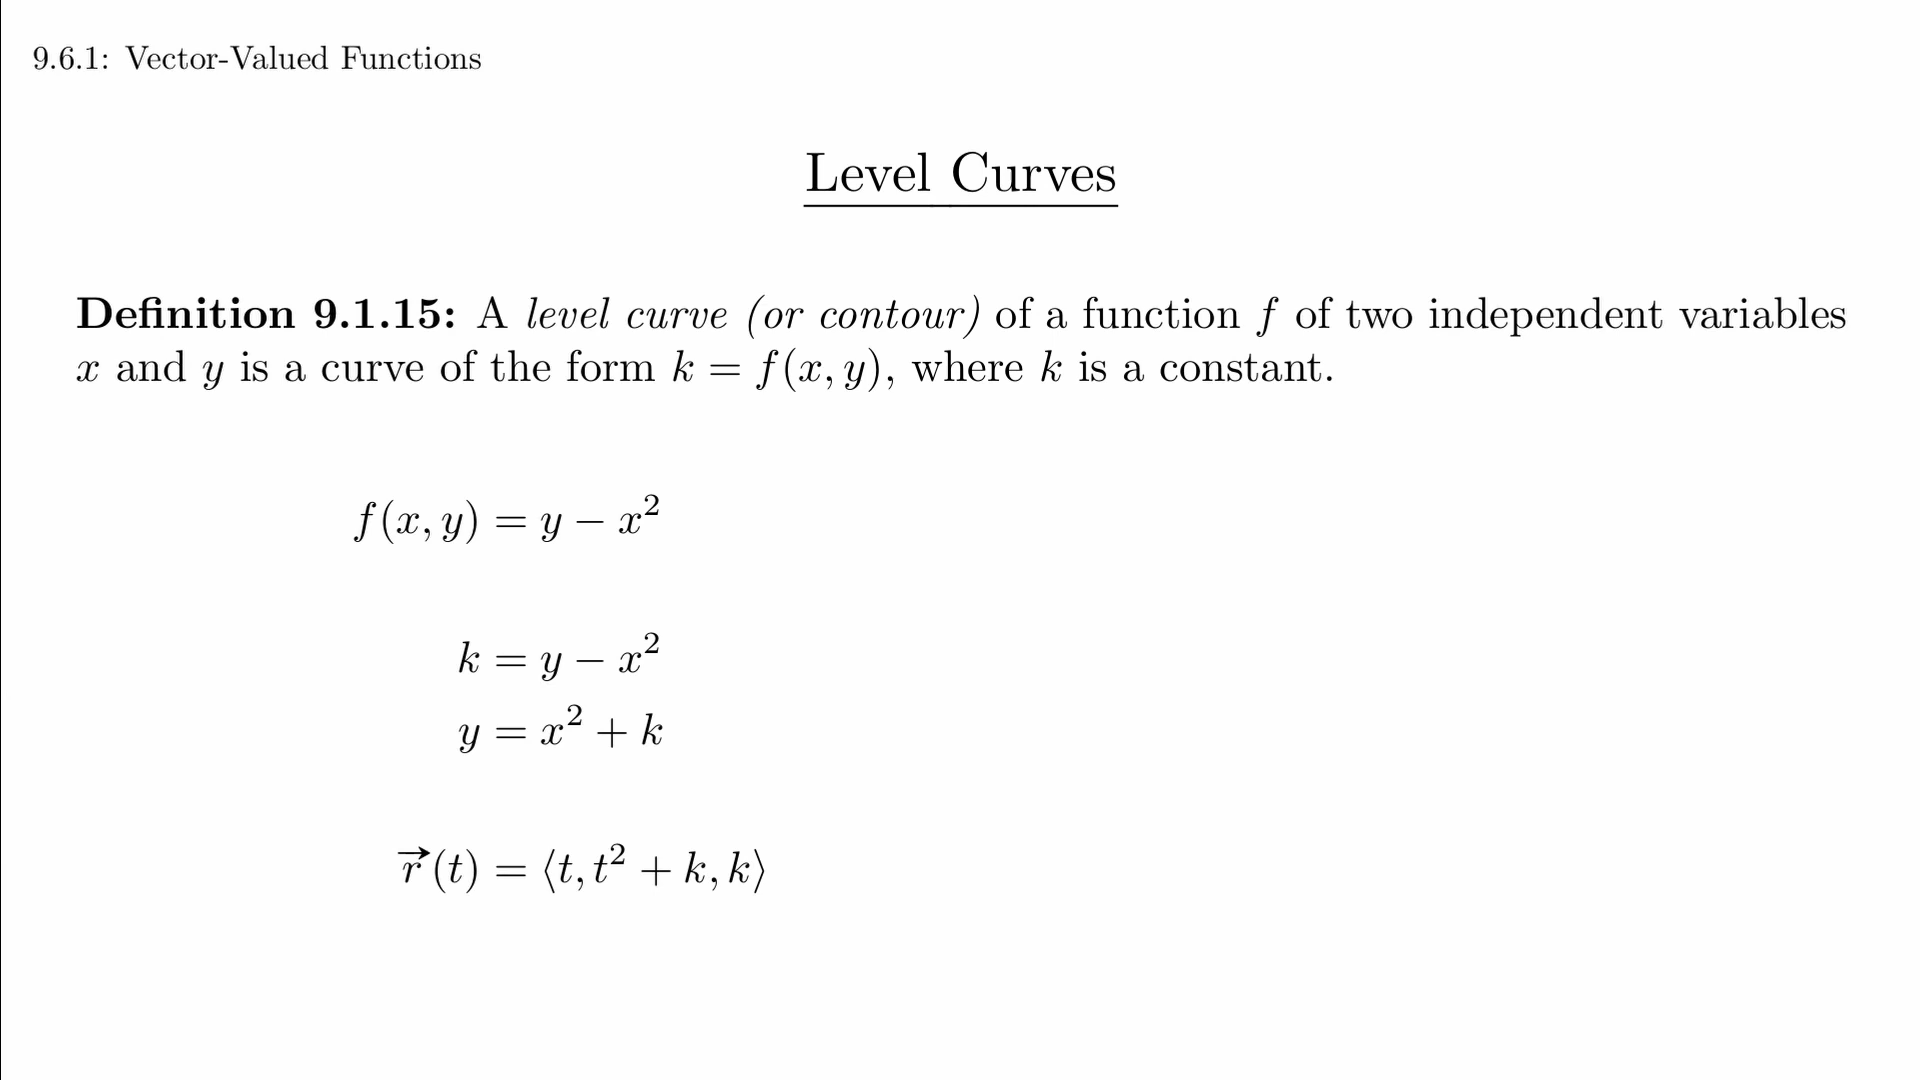 9.6.1: Vector-Valued Functions
Level Curves
Definition 9.1.15: A level curve (or contour) of a function f of two independent variables
x and y is a curve of the form k = f(x, y), where k is a constant.
f(x, y) = y − x²
k = y − x²
y = x² + k
r⃗(t) = ⟨t, t² + k, k⟩